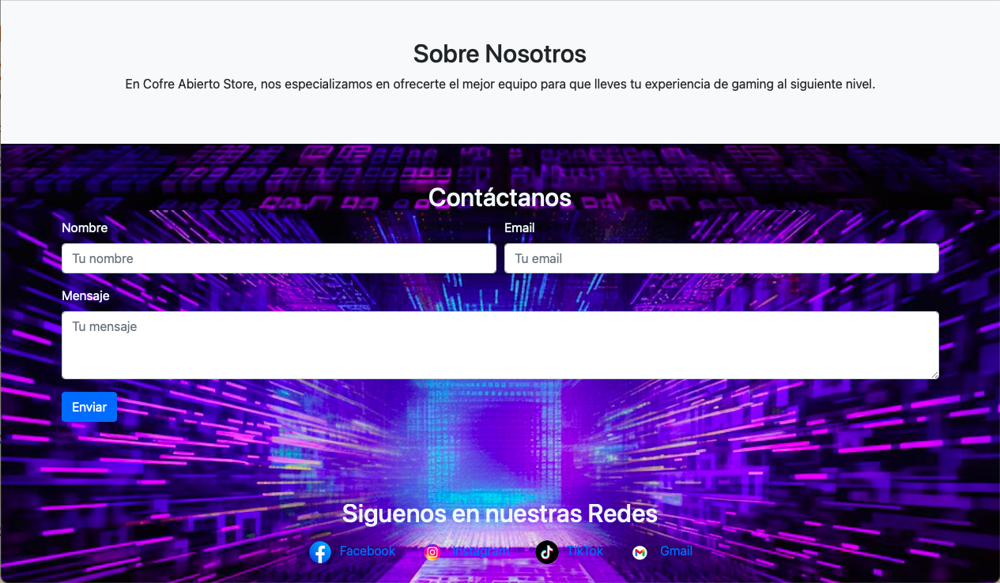 Sobre Nosotros
En Cofre Abierto Store, nos especializamos en ofrecerte el mejor equipo para que lleves tu experiencia de gaming al siguiente nivel.
Contáctanos
Nombre
Email
Tu nombre
Tu email
Mensaje
Tu mensaje
Enviar
Siguenos en nuestras Redes
Facebook Instagram TikTok Gmail